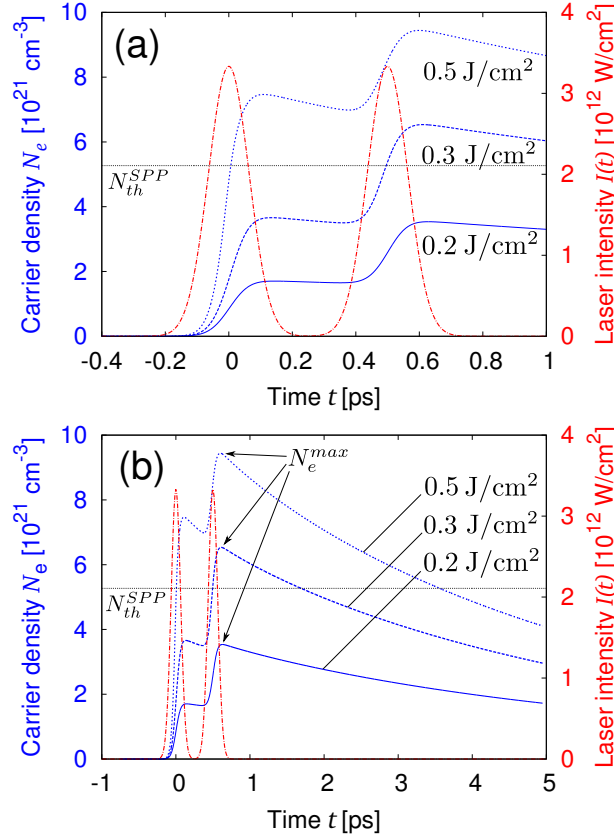 (a)
Carrier density N_e [10^21 cm^-3]
Laser intensity I(t) [10^12 W/cm^2]
10
8
6
4
2
0
4
3
2
1
0
0.5 J/cm^2
0.3 J/cm^2
0.2 J/cm^2
N_th^SPP
-0.4 -0.2 0 0.2 0.4 0.6 0.8 1
Time t [ps]
(b)
Carrier density N_e [10^21 cm^-3]
Laser intensity I(t) [10^12 W/cm^2]
10
8
6
4
2
0
4
3
2
1
0
N_e^max
0.5 J/cm^2
0.3 J/cm^2
0.2 J/cm^2
N_th^SPP
-1 0 1 2 3 4 5
Time t [ps]